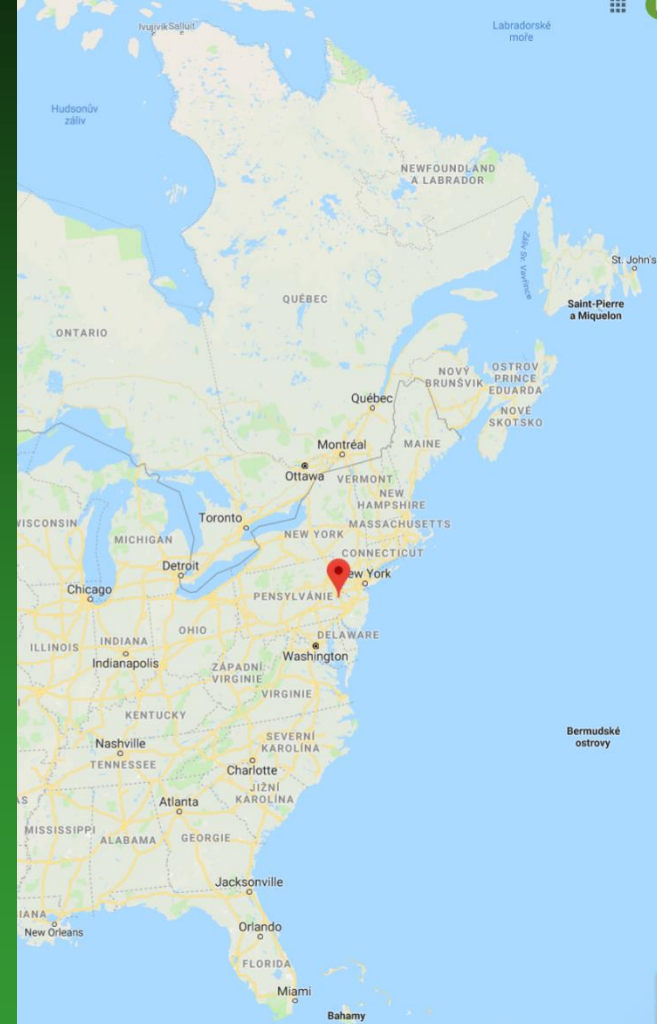 Ivujivik Salluit
Labradorské
moře
Hudsonův
záliv
NEWFOUNDLAND
A LABRADOR
Záliv Sv. Vavřince
St. John's
Saint-Pierre
a Miquelon
QUÉBEC
ONTARIO
NOVÝ
BRUNŠVIK
OSTROV
PRINCE
EDUARDA
NOVÉ
SKOTSKO
Québec
Montréal
MAINE
Ottawa
VERMONT
NEW
HAMPSHIRE
Toronto
MASSACHUSETTS
WISCONSIN
MICHIGAN
NEW YORK
CONNECTICUT
Detroit
ew York
Chicago
PENSYLVÁNIE
OHIO
DELAWARE
INDIANA
ILLINOIS
Indianapolis
Washington
ZÁPADNÍ
VIRGINIE
VIRGINIE
KENTUCKY
Bermudské
ostrovy
Nashville
SEVERNÍ
KAROLÍNA
TENNESSEE
Charlotte
JIŽNÍ
KAROLÍNA
AS
Atlanta
MISSISSIPPI
ALABAMA
GEORGIE
Jacksonville
IANA
New Orleans
Orlando
FLORIDA
Miami
Bahamy